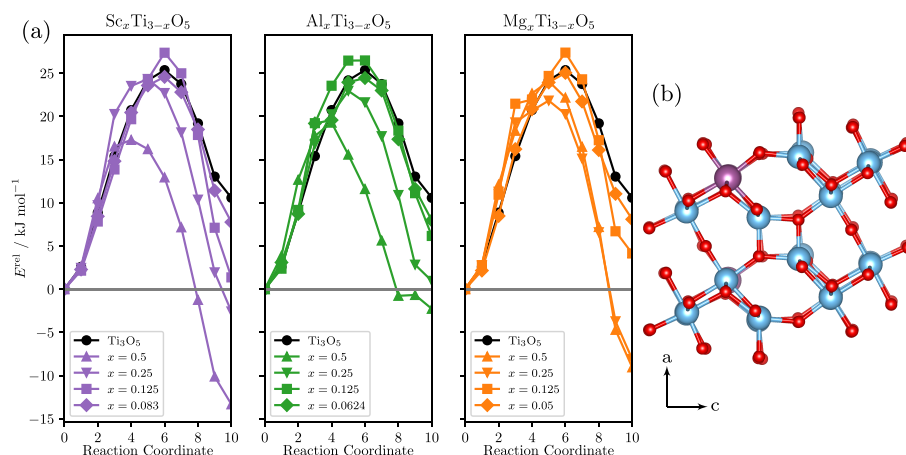 (a)
Sc$_x$Ti$_{3-x}$O$_5$
Al$_x$Ti$_{3-x}$O$_5$
Mg$_x$Ti$_{3-x}$O$_5$
(b)
E$^{rel}$ / kJ mol$^{-1}$
25
20
15
10
5
0
−5
−10
−15
Ti$_3$O$_5$
x = 0.5
x = 0.25
x = 0.125
x = 0.083
Ti$_3$O$_5$
x = 0.5
x = 0.25
x = 0.125
x = 0.0624
Ti$_3$O$_5$
x = 0.5
x = 0.25
x = 0.125
x = 0.05
0 2 4 6 8 10
0 2 4 6 8 10
0 2 4 6 8 10
Reaction Coordinate
Reaction Coordinate
Reaction Coordinate
a
c